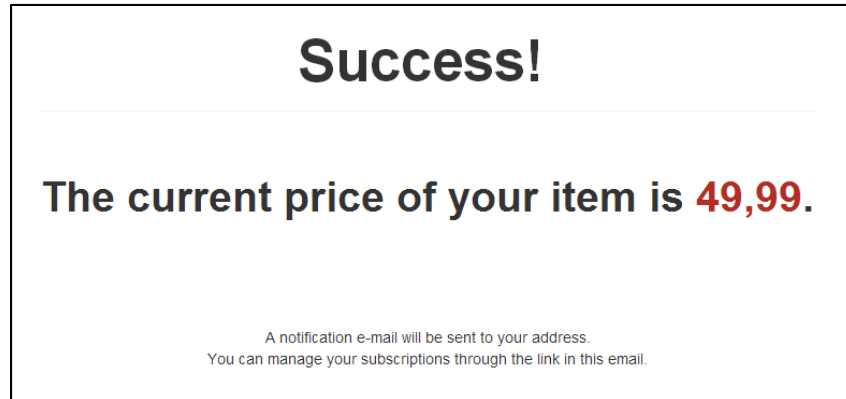 Success!
The current price of your item is 49,99.
A notification e-mail will be sent to your address.
You can manage your subscriptions through the link in this email.